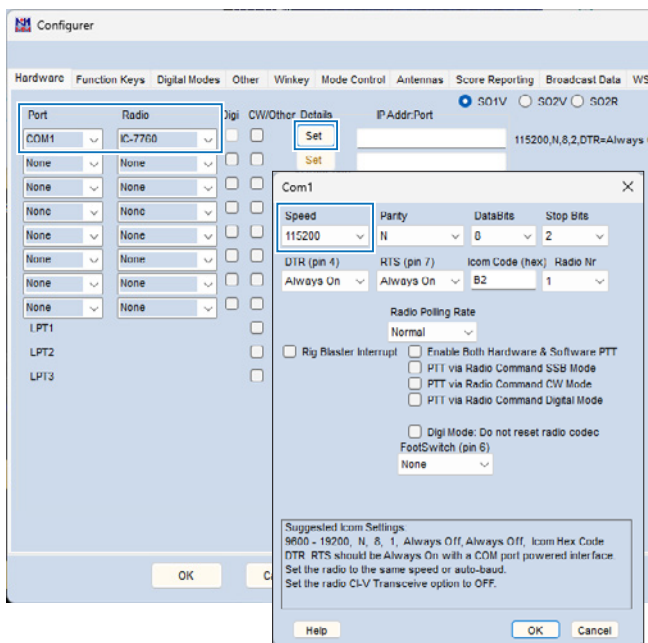 Configurer
Hardware Function Keys Digital Modes Other Winkey Mode Control Antennas Score Reporting Broadcast Data WS
SO1V SO2V SO2R
Port Radio Digi CW/Other Details IP Addr:Port
COM1 IC-7760 Set 115200,N,8,2,DTR=Always
None None Set
None None
None None
None None
None None
None None
None None
LPT1
LPT2
LPT3
OK
Com1
Speed Parity DataBits Stop Bits
115200 N 8 2
DTR (pin 4) RTS (pin 7) Icom Code (hex) Radio Nr
Always On Always On B2 1
Radio Polling Rate
Normal
Rig Blaster Interrupt Enable Both Hardware & Software PTT
PTT via Radio Command SSB Mode
PTT via Radio Command CW Mode
PTT via Radio Command Digital Mode
Digi Mode: Do not reset radio codec
FootSwitch (pin 6)
None
Suggested Icom Settings
9600 - 19200, N, 8, 1, Always Off, Always Off, Icom Hex Code
DTR RTS should be Always On with a COM port powered interface
Set the radio to the same speed or auto-baud.
Set the radio CI-V Transceive option to OFF.
Help OK Cancel